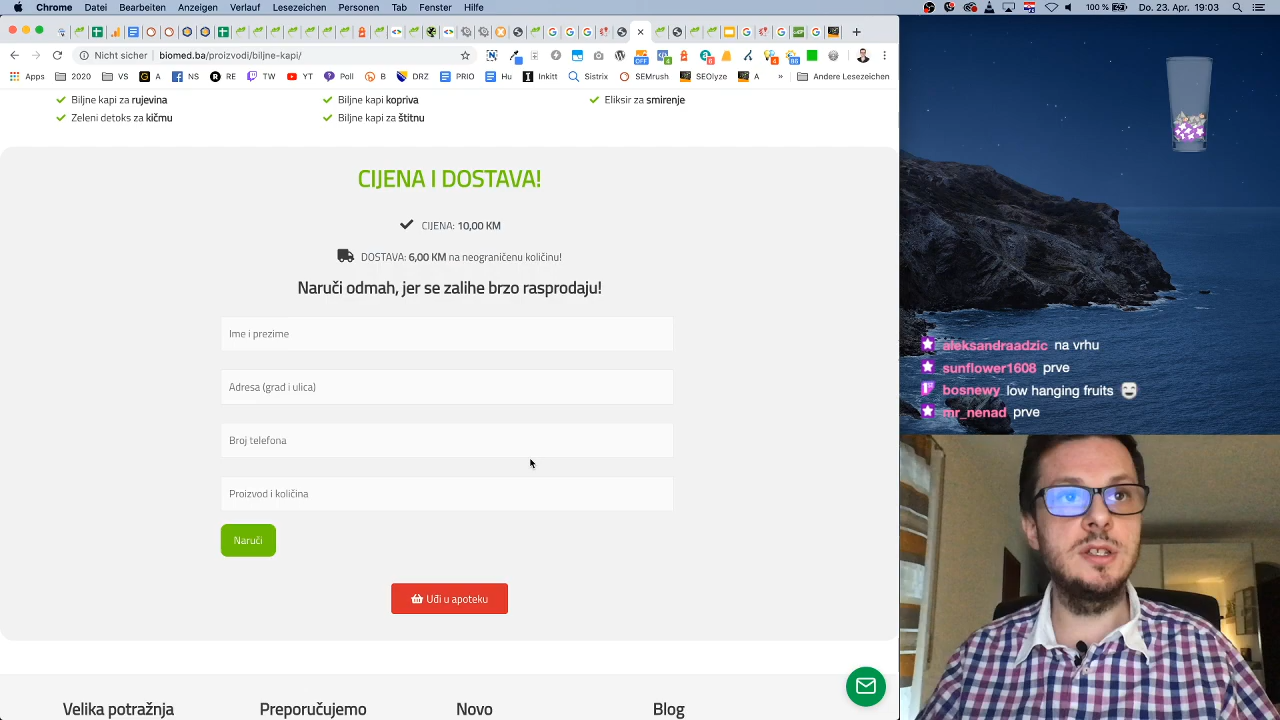 Chrome Datei Bearbeiten Anzeigen Verlauf Lesezeichen Personen Tab Fenster Hilfe
100 % Do. 23. Apr. 19:03
Nicht sicher | biomed.ba/proizvodi/biljne-kapi/
Apps 2020 VS A NS RE TW YT Poll B DRZ PRIO Hu Inkitt Sistrix SEMrush SEOlyze A » Andere Lesezeichen
Biljne kapi za rujevina Biljne kapi kopriva Eliksir za smirenje
Zeleni detoks za kičmu Biljne kapi za štitnu
CIJENA I DOSTAVA!
CIJENA: 10,00 KM
DOSTAVA: 6,00 KM na neograničenu količinu!
Naruči odmah, jer se zalihe brzo rasprodaju!
Ime i prezime
Adresa (grad i ulica)
Broj telefona
Proizvod i količina
Naruči
Uđi u apoteku
Velika potražnja Preporučujemo Novo Blog
aleksandraadzic na vrhu
sunflower1608 prve
bosnewy low hanging fruits
mr_nenad prve